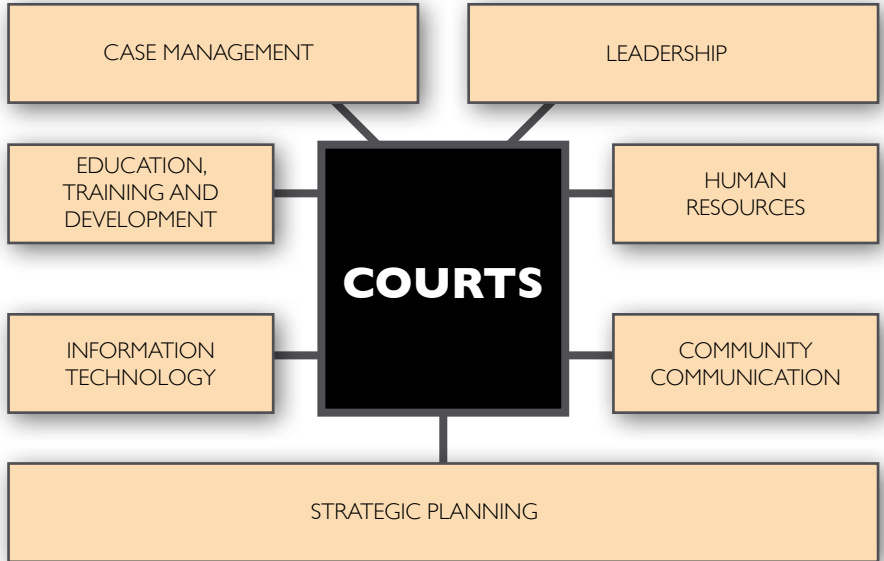 CASE MANAGEMENT
LEADERSHIP
EDUCATION,
TRAINING AND
DEVELOPMENT
HUMAN
RESOURCES
COURTS
INFORMATION
TECHNOLOGY
COMMUNITY
COMMUNICATION
STRATEGIC PLANNING